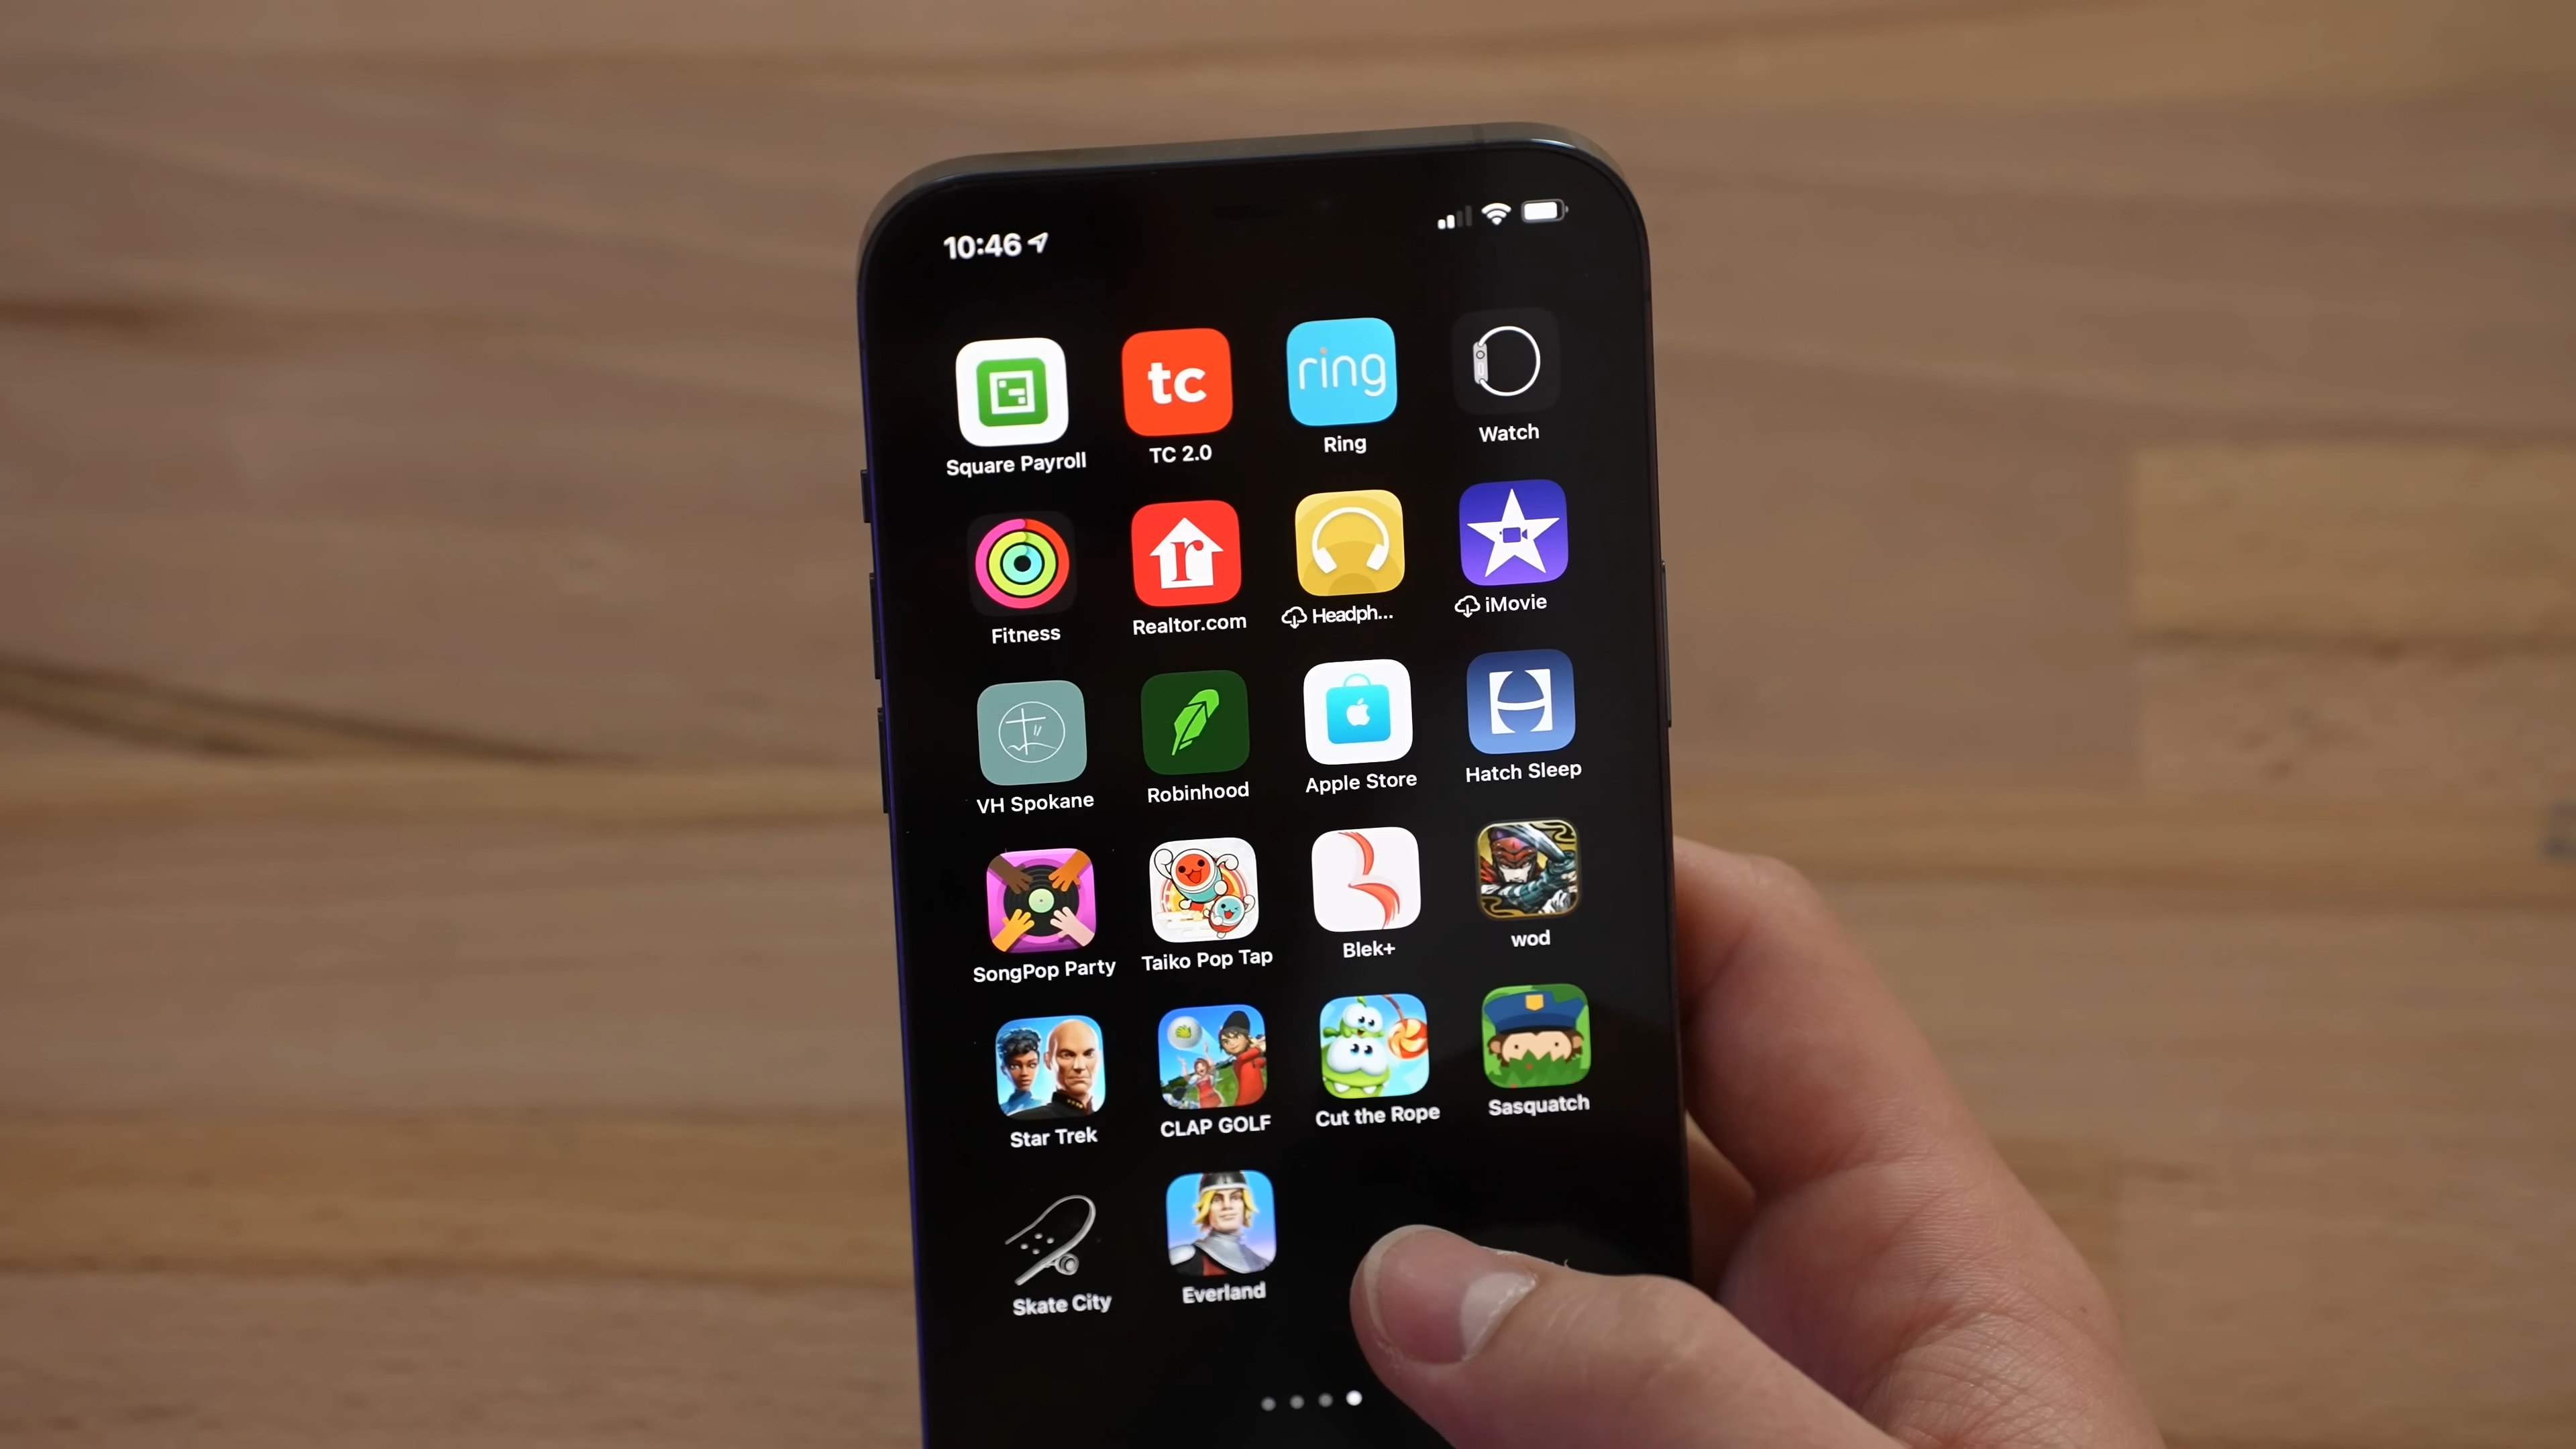 10:46
tc
ring
Square Payroll
TC 2.0
Ring
Watch
r
Fitness
Realtor.com
Headph...
iMovie
VH Spokane
Robinhood
Apple Store
Hatch Sleep
SongPop Party
Taiko Pop Tap
Blek+
wod
Star Trek
CLAP GOLF
Cut the Rope
Sasquatch
Skate City
Everland